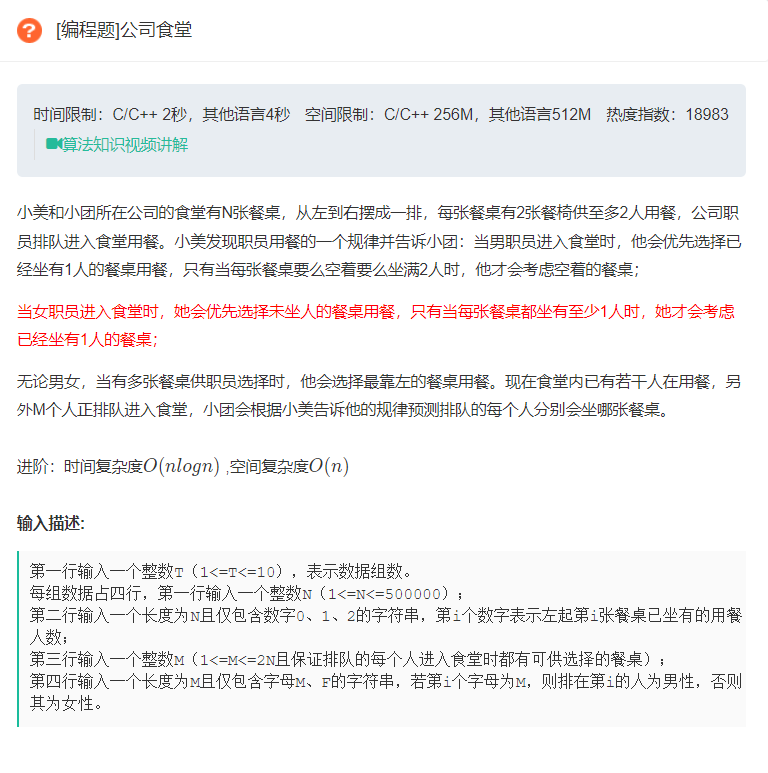 [编程题]公司食堂
时间限制：C/C++ 2秒，其他语言4秒 空间限制：C/C++ 256M，其他语言512M 热度指数：18983
算法知识视频讲解
小美和小团所在公司的食堂有N张餐桌，从左到右摆成一排，每张餐桌有2张餐椅供至多2人用餐，公司职
员排队进入食堂用餐。小美发现职员用餐的一个规律并告诉小团：当男职员进入食堂时，他会优先选择已
经坐有1人的餐桌用餐，只有当每张餐桌要么空着要么坐满2人时，他才会考虑空着的餐桌；
当女职员进入食堂时，她会优先选择未坐人的餐桌用餐，只有当每张餐桌都坐有至少1人时，她才会考虑
已经坐有1人的餐桌；
无论男女，当有多张餐桌供职员选择时，他会选择最靠左的餐桌用餐。现在食堂内已有若干人在用餐，另
外M个人正排队进入食堂，小团会根据小美告诉他的规律预测排队的每个人分别会坐哪张餐桌。
进阶：时间复杂度O(nlogn) ,空间复杂度O(n)
输入描述:
第一行输入一个整数T（1<=T<=10），表示数据组数。
每组数据占四行，第一行输入一个整数N（1<=N<=500000）；
第二行输入一个长度为N且仅包含数字0、1、2的字符串，第i个数字表示左起第i张餐桌已坐有的用餐
人数；
第三行输入一个整数M（1<=M<=2N且保证排队的每个人进入食堂时都有可供选择的餐桌）；
第四行输入一个长度为M且仅包含字母M、F的字符串，若第i个字母为M，则排在第i的人为男性，否则
其为女性。